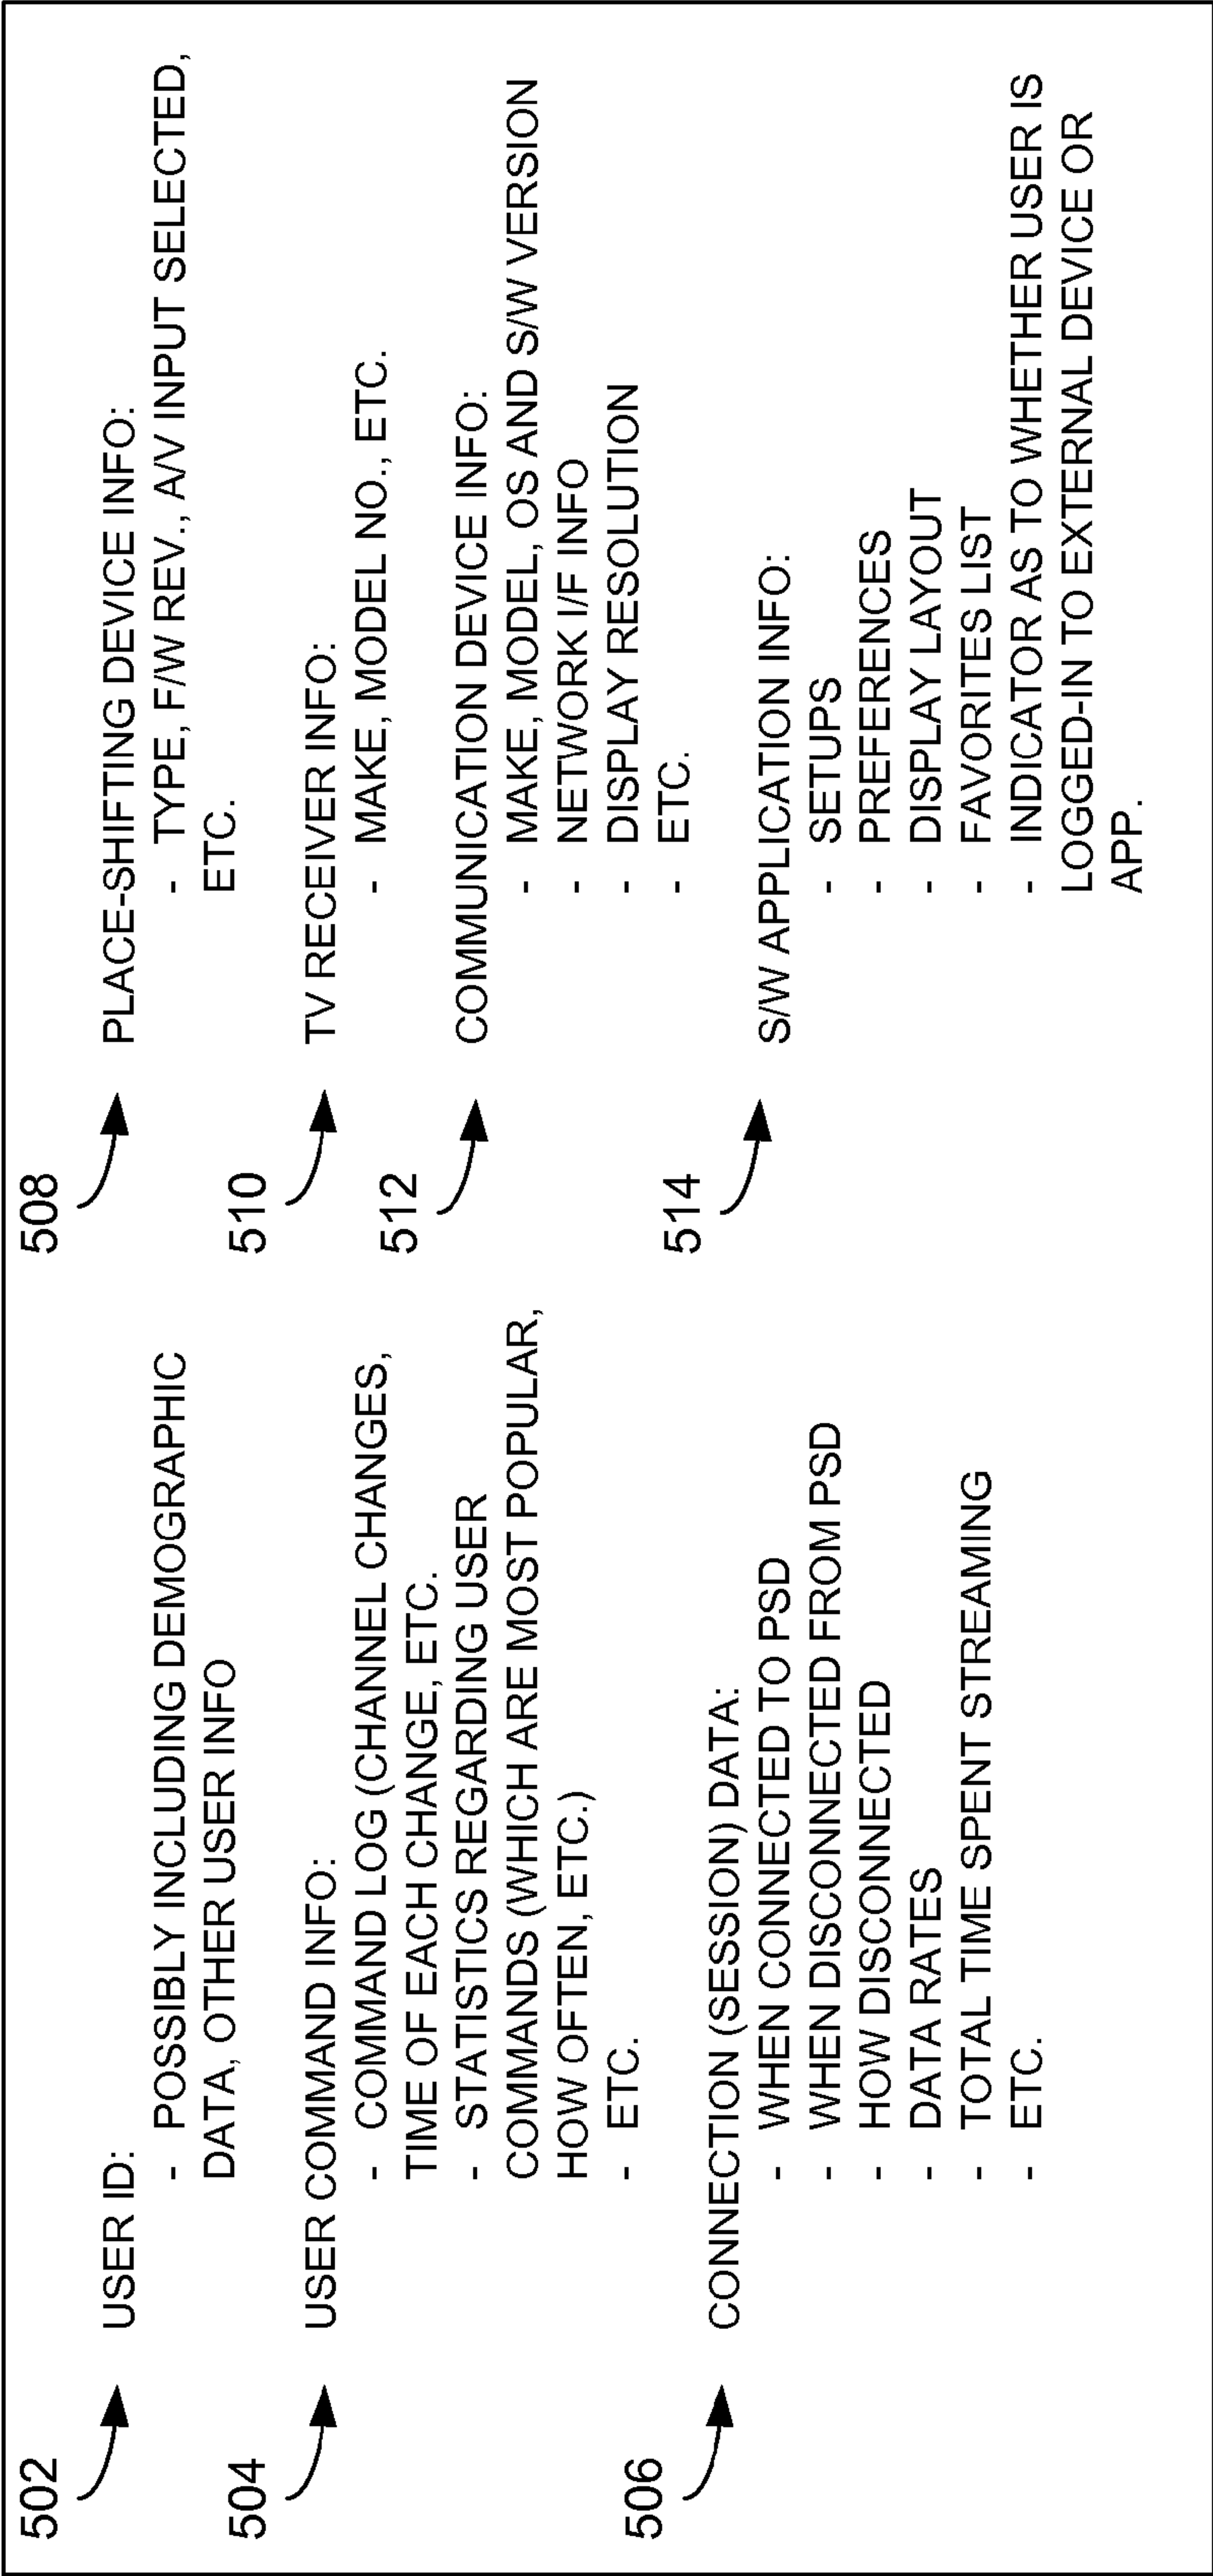 502
USER ID:
- POSSIBLY INCLUDING DEMOGRAPHIC
DATA, OTHER USER INFO
504
USER COMMAND INFO:
- COMMAND LOG (CHANNEL CHANGES,
TIME OF EACH CHANGE, ETC.
- STATISTICS REGARDING USER
COMMANDS (WHICH ARE MOST POPULAR,
HOW OFTEN, ETC.)
- ETC.
506
CONNECTION (SESSION) DATA:
- WHEN CONNECTED TO PSD
- WHEN DISCONNECTED FROM PSD
- HOW DISCONNECTED
- DATA RATES
- TOTAL TIME SPENT STREAMING
- ETC.
508
PLACE-SHIFTING DEVICE INFO:
- TYPE, F/W REV., A/V INPUT SELECTED,
ETC.
510
TV RECEIVER INFO:
- MAKE, MODEL NO., ETC.
512
COMMUNICATION DEVICE INFO:
- MAKE, MODEL, OS AND S/W VERSION
- NETWORK I/F INFO
- DISPLAY RESOLUTION
- ETC.
514
S/W APPLICATION INFO:
- SETUPS
- PREFERENCES
- DISPLAY LAYOUT
- FAVORITES LIST
- INDICATOR AS TO WHETHER USER IS
LOGGED-IN TO EXTERNAL DEVICE OR
APP.